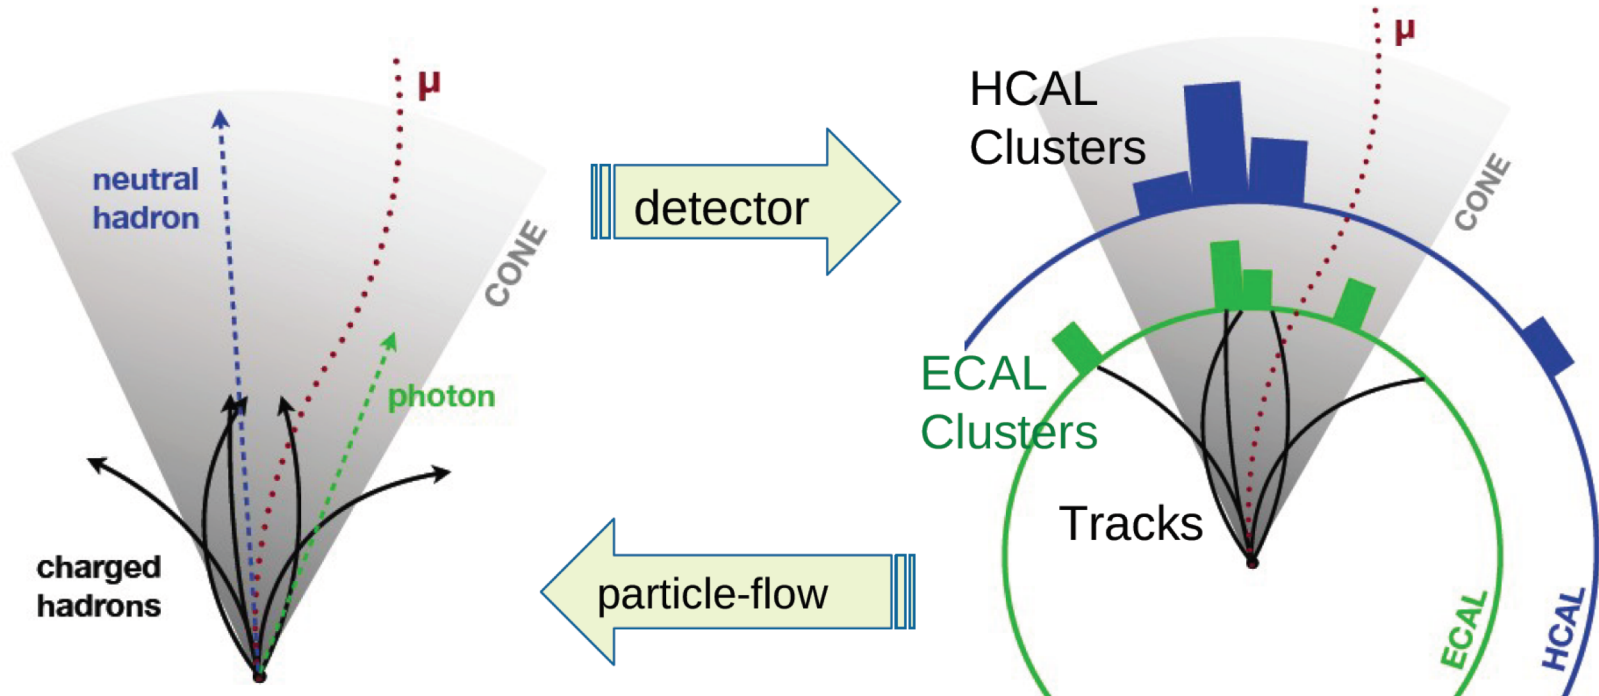 μ
neutral
hadron
CONE
photon
charged
hadrons
detector
particle-flow
μ
HCAL
Clusters
CONE
ECAL
Clusters
Tracks
ECAL
HCAL